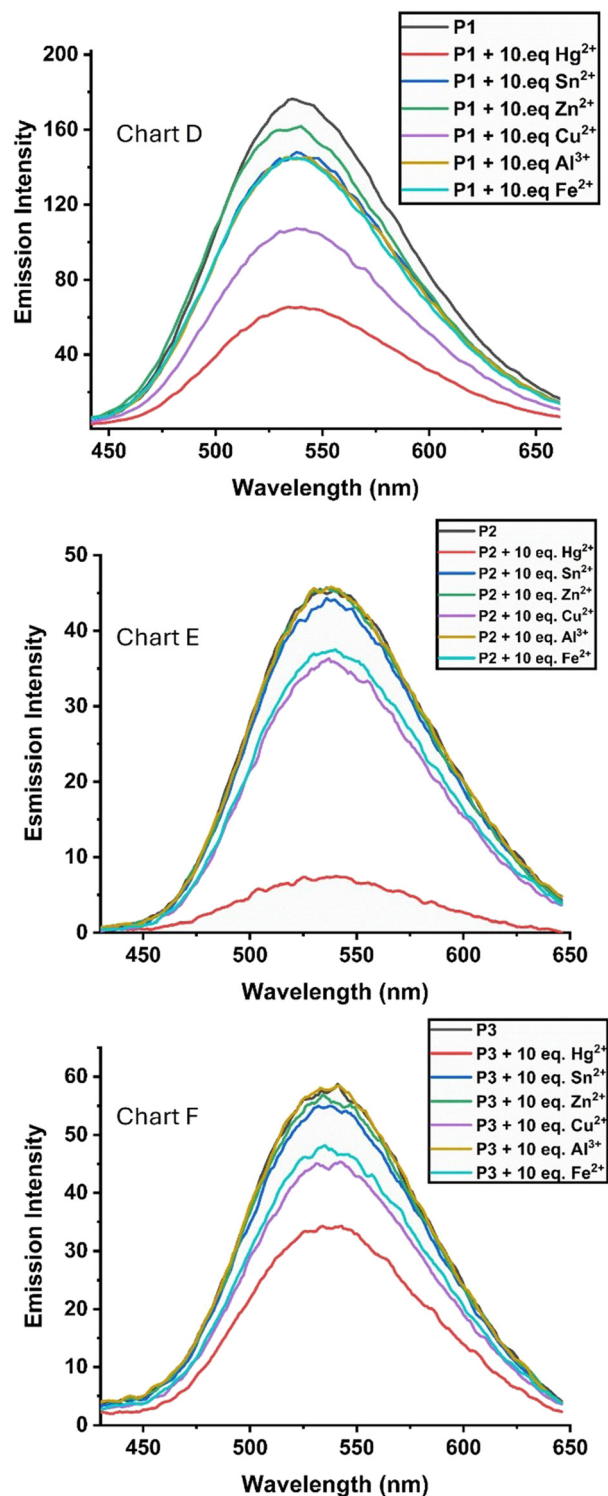 P1
P1 + 10.eq Hg²⁺
P1 + 10.eq Sn²⁺
P1 + 10.eq Zn²⁺
P1 + 10.eq Cu²⁺
P1 + 10.eq Al³⁺
P1 + 10.eq Fe²⁺
Chart D
200
160
120
80
40
Emission Intensity
450 500 550 600 650
Wavelength (nm)
P2
P2 + 10 eq. Hg²⁺
P2 + 10 eq. Sn²⁺
P2 + 10 eq. Zn²⁺
P2 + 10 eq. Cu²⁺
P2 + 10 eq. Al³⁺
P2 + 10 eq. Fe²⁺
Chart E
50
40
30
20
10
0
Esmission Intensity
450 500 550 600 650
Wavelength (nm)
P3
P3 + 10 eq. Hg²⁺
P3 + 10 eq. Sn²⁺
P3 + 10 eq. Zn²⁺
P3 + 10 eq. Cu²⁺
P3 + 10 eq. Al³⁺
P3 + 10 eq. Fe²⁺
Chart F
60
50
40
30
20
10
0
Emission Intensity
450 500 550 600 650
Wavelength (nm)